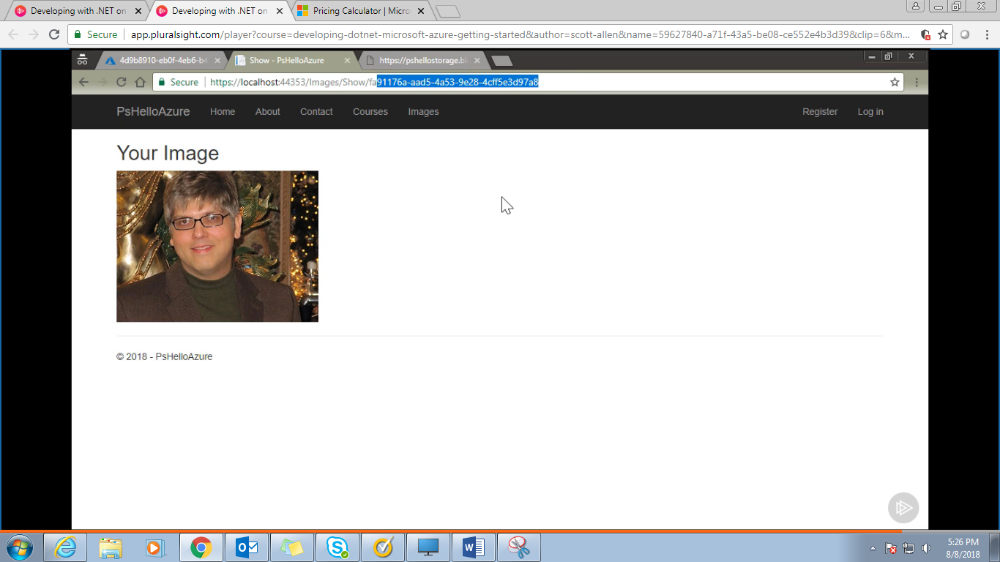 Developing with .NET on
Developing with .NET on
Pricing Calculator | Micro
Secure
app.pluralsight.com/player?course=developing-dotnet-microsoft-azure-getting-started&author=scott-allen&name=59627840-a71f-43a5-be08-ce552e4b3d39&clip=6&m...
4d9b8910-eb0f-4eb6-b4
Show - PsHelloAzure
https://pshellostorage.bl
Secure
https://localhost:44353/Images/Show/fa91176a-aad5-4a53-9e28-4cff5e3d97a8
PsHelloAzure Home About Contact Courses Images Register Log in
Your Image
© 2018 - PsHelloAzure
5:26 PM
8/8/2018